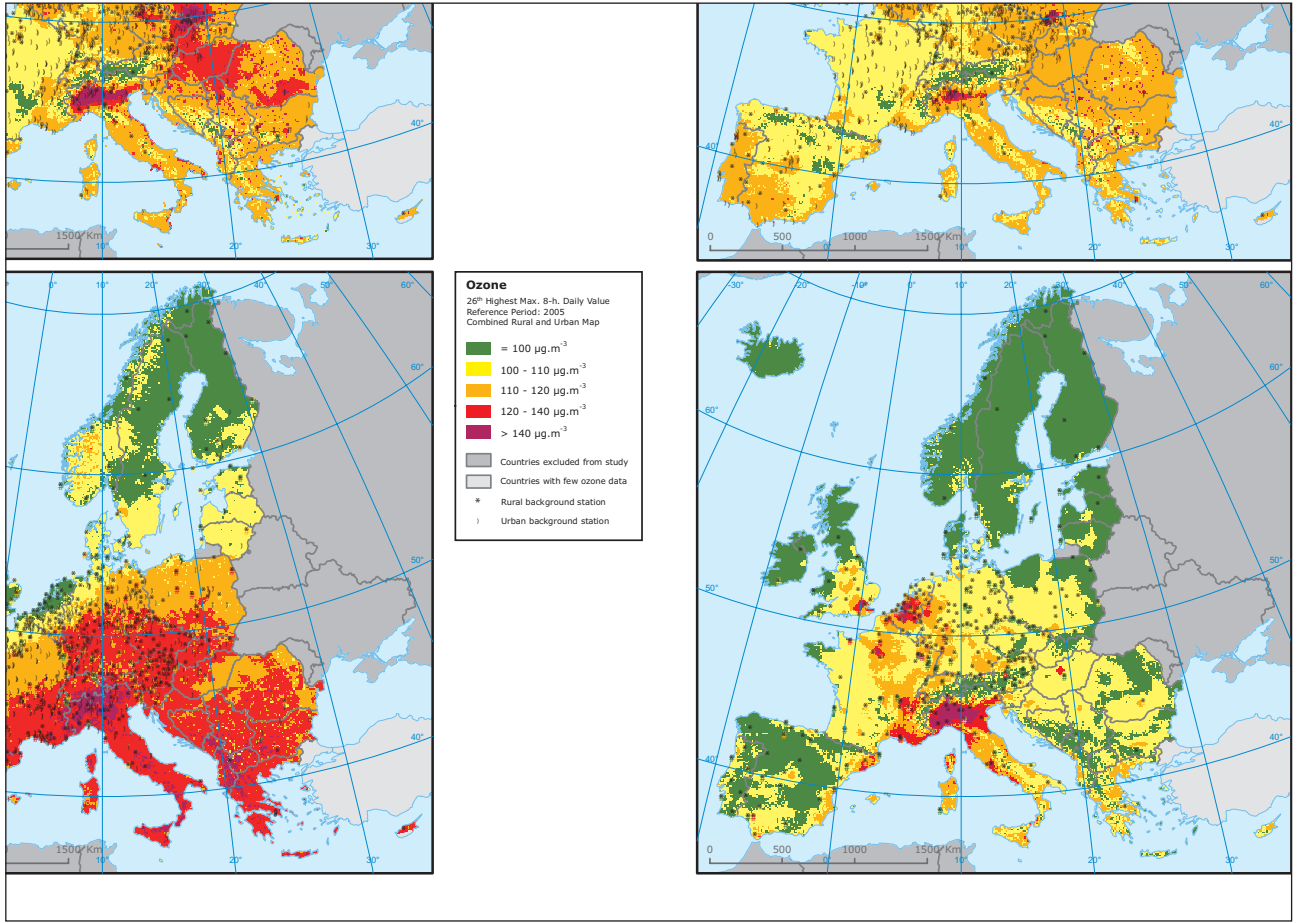 40°
1500 Km
10°
20°
30°
40°
40°
0
500
1000
1500 Km
0°
10°
20°
30°
0°
10°
20°
30°
60°
60°
50°
40°
1500 Km
10°
20°
30°
Ozone
26th Highest Max. 8-h. Daily Value
Reference Period: 2005
Combined Rural and Urban Map
= 100 µg.m-3
100 - 110 µg.m-3
110 - 120 µg.m-3
120 - 140 µg.m-3
> 140 µg.m-3
Countries excluded from study
Countries with few ozone data
* Rural background station
) Urban background station
-30°
-20°
-10°
0°
10°
20°
30°
60°
60°
60°
50°
50°
40°
40°
0
500
1000
1500 Km
0°
10°
20°
30°